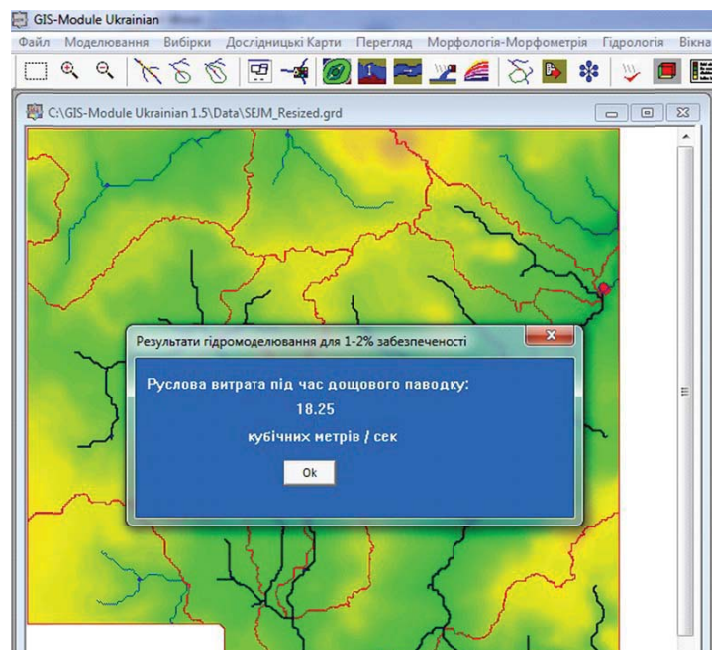 GIS-Module Ukrainian
Файл Моделювання Вибірки Дослідницькі Карти Перегляд Морфологія-Морфометрія Гідрологія Вікна
C:\GIS-Module Ukrainian 1.5\Data\SEJM_Resized.grd
Результати гідромоделювання для 1-2% забезпеченості
Руслова витрата під час дощового паводку:
18.25
кубічних метрів / сек
Ok